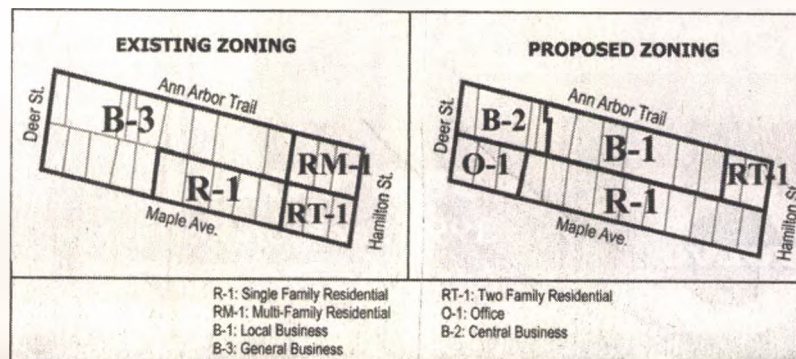 EXISTING ZONING
Deer St.
Ann Arbor Trail
B-3
RM-1
R-1
RT-1
Maple Ave.
Hamilton St.
PROPOSED ZONING
Deer St.
Ann Arbor Trail
B-2
B-1
RT-1
O-1
R-1
Maple Ave.
Hamilton St.
R-1: Single Family Residential
RM-1: Multi-Family Residential
B-1: Local Business
B-3: General Business
RT-1: Two Family Residential
O-1: Office
B-2: Central Business